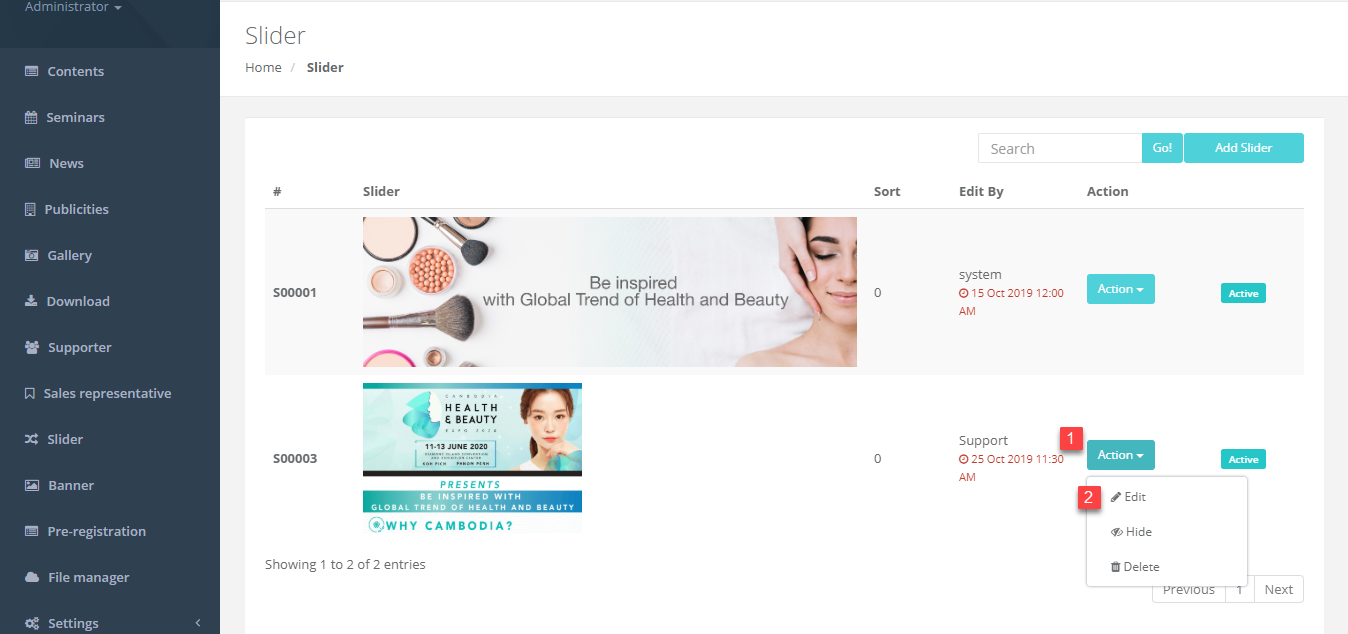 Administrator
Contents
Seminars
News
Publicities
Gallery
Download
Supporter
Sales representative
Slider
Banner
Pre-registration
File manager
Settings
Slider
Home / Slider
Search Go! Add Slider
# Slider Sort Edit By Action
S00001
Be inspired
with Global Trend of Health and Beauty
0
system
15 Oct 2019 12:00
AM
Action
Active
S00003
CAMBODIA
HEALTH
& BEAUTY
EXPO 2020
11-13 JUNE 2020
KOH PICH PHNOM PENH
PRESENTS
BE INSPIRED WITH
GLOBAL TREND OF HEALTH AND BEAUTY
WHY CAMBODIA?
0
Support
25 Oct 2019 11:30
AM
1
Action
Active
2
Edit
Hide
Delete
Showing 1 to 2 of 2 entries
Previous 1 Next